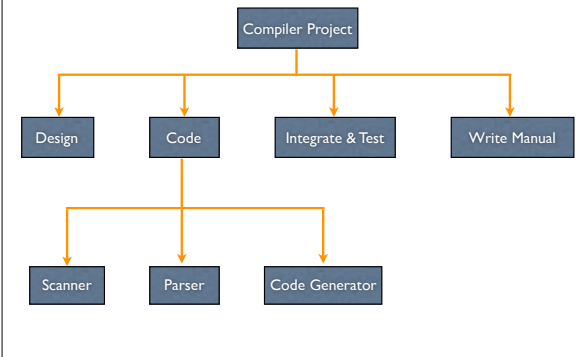 Compiler Project
Design
Code
Integrate & Test
Write Manual
Scanner
Parser
Code Generator